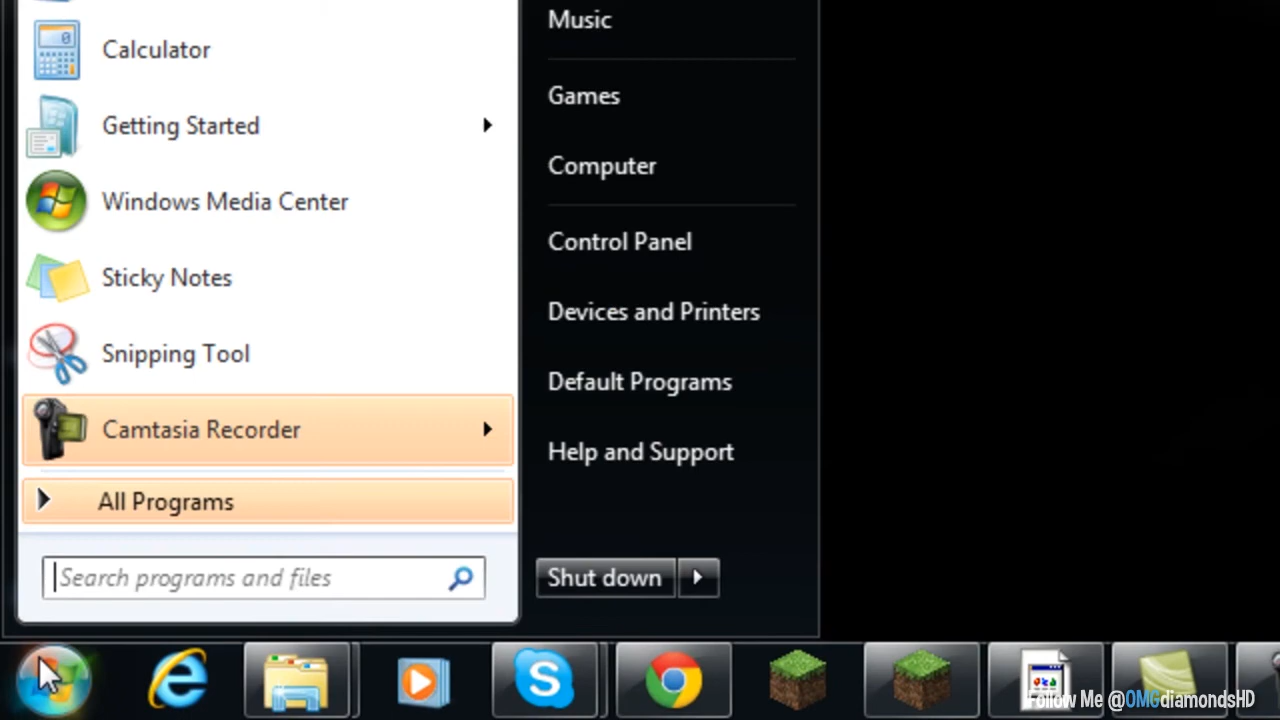 Calculator
Getting Started
Windows Media Center
Sticky Notes
Snipping Tool
Camtasia Recorder
All Programs
Search programs and files
Music
Games
Computer
Control Panel
Devices and Printers
Default Programs
Help and Support
Shut down
Follow Me @OMGdiamondsHD